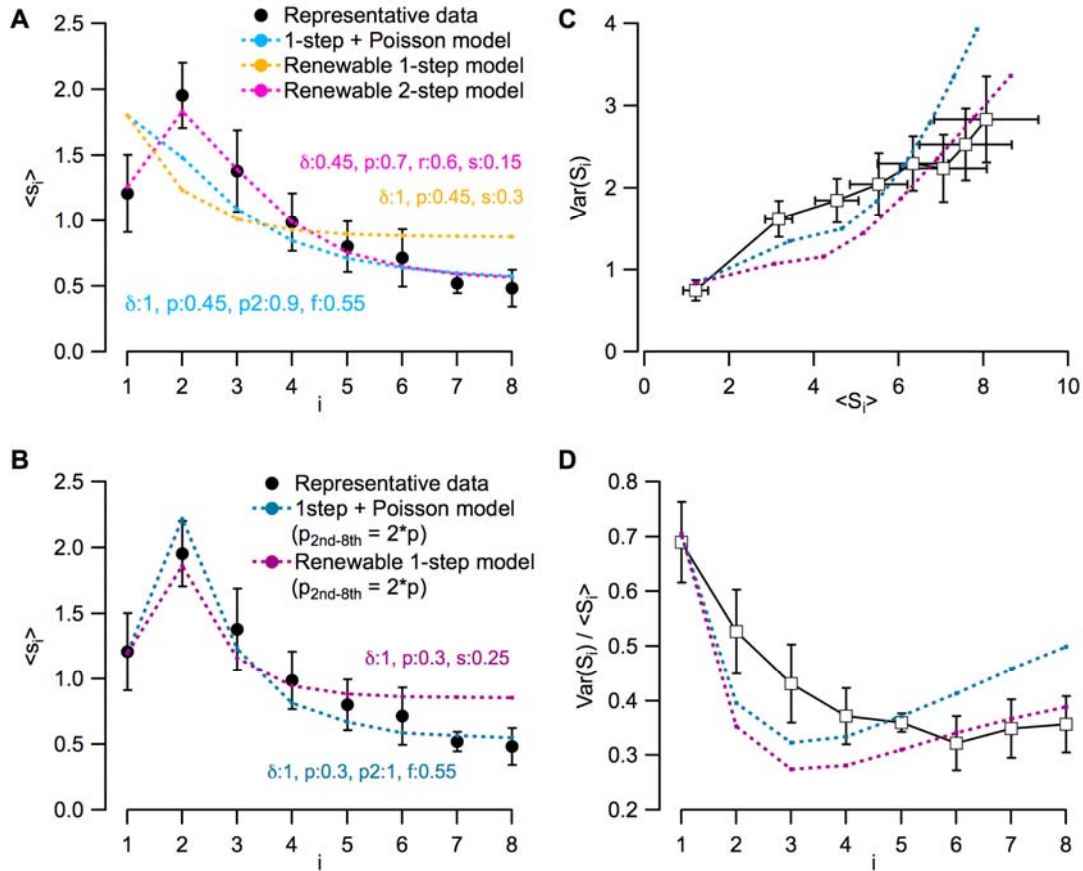 A
2.5
2.0
1.5
1.0
0.5
0.0
<si>
Representative data
1-step + Poisson model
Renewable 1-step model
Renewable 2-step model
δ:0.45, p:0.7, r:0.6, s:0.15
δ:1, p:0.45, s:0.3
δ:1, p:0.45, p2:0.9, f:0.55
1 2 3 4 5 6 7 8
i
C
4
3
2
1
0
Var(Si)
0 2 4 6 8 10
<Si>
B
2.5
2.0
1.5
1.0
0.5
0.0
<si>
Representative data
1step + Poisson model
(p2nd-8th = 2*p)
Renewable 1-step model
(p2nd-8th = 2*p)
δ:1, p:0.3, s:0.25
δ:1, p:0.3, p2:1, f:0.55
1 2 3 4 5 6 7 8
i
D
0.8
0.7
0.6
0.5
0.4
0.3
0.2
Var(Si) / <Si>
1 2 3 4 5 6 7 8
i